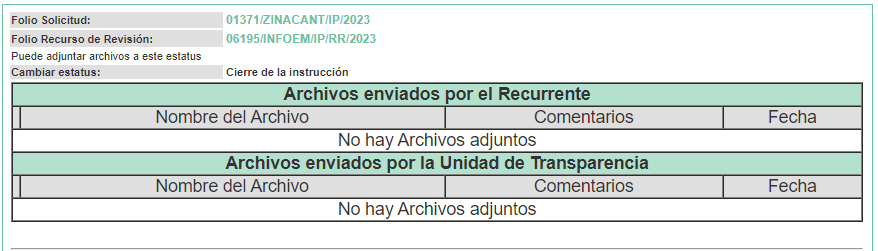 Folio Solicitud: 01371/ZINACANT/IP/2023
Folio Recurso de Revisión: 06195/INFOEM/IP/RR/2023
Puede adjuntar archivos a este estatus
Cambiar estatus: Cierre de la instrucción
Archivos enviados por el Recurrente
Nombre del Archivo Comentarios Fecha
No hay Archivos adjuntos
Archivos enviados por la Unidad de Transparencia
Nombre del Archivo Comentarios Fecha
No hay Archivos adjuntos